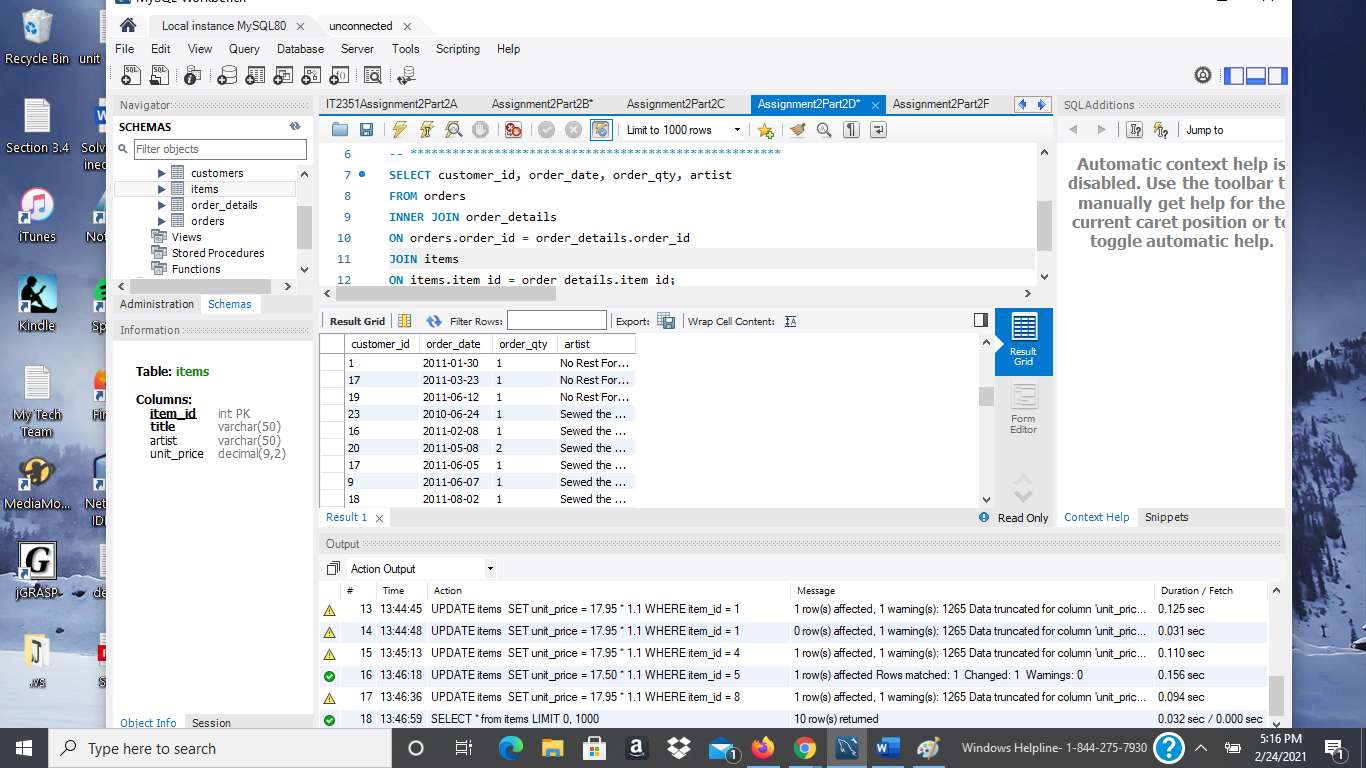 MySQL Workbench
Local instance MySQL80
unconnected
File Edit View Query Database Server Tools Scripting Help
Navigator
SCHEMAS
Filter objects
customers
items
order_details
orders
Views
Stored Procedures
Functions
Administration Schemas
Information
Table: items
Columns:
item_id int PK
title varchar(50)
artist varchar(50)
unit_price decimal(9,2)
Object Info Session
IT2351Assignment2Part2A Assignment2Part2B* Assignment2Part2C Assignment2Part2D* Assignment2Part2F
Limit to 1000 rows
6 -- *****************************************************
7 SELECT customer_id, order_date, order_qty, artist
8 FROM orders
9 INNER JOIN order_details
10 ON orders.order_id = order_details.order_id
11 JOIN items
12 ON items.item_id = order_details.item_id;
Result Grid Filter Rows: Export: Wrap Cell Content:
customer_id order_date order_qty artist
1 2011-01-30 1 No Rest For...
17 2011-03-23 1 No Rest For...
19 2011-06-12 1 No Rest For...
23 2010-06-24 1 Sewed the ...
16 2011-02-08 1 Sewed the ...
20 2011-05-08 2 Sewed the ...
17 2011-06-05 1 Sewed the ...
9 2011-06-07 1 Sewed the ...
18 2011-08-02 1 Sewed the ...
Result Grid
Form Editor
Result 1
Read Only
SQLAdditions
Jump to
Automatic context help is
disabled. Use the toolbar t
manually get help for the
current caret position or to
toggle automatic help.
Context Help Snippets
Output
Action Output
# Time Action Message Duration / Fetch
13 13:44:45 UPDATE items SET unit_price = 17.95 * 1.1 WHERE item_id = 1 1 row(s) affected, 1 warning(s): 1265 Data truncated for column 'unit_pric... 0.125 sec
14 13:44:48 UPDATE items SET unit_price = 17.95 * 1.1 WHERE item_id = 1 0 row(s) affected, 1 warning(s): 1265 Data truncated for column 'unit_pric... 0.031 sec
15 13:45:13 UPDATE items SET unit_price = 17.95 * 1.1 WHERE item_id = 4 1 row(s) affected, 1 warning(s): 1265 Data truncated for column 'unit_pric... 0.110 sec
16 13:46:18 UPDATE items SET unit_price = 17.50 * 1.1 WHERE item_id = 5 1 row(s) affected Rows matched: 1 Changed: 1 Warnings: 0 0.156 sec
17 13:46:36 UPDATE items SET unit_price = 17.95 * 1.1 WHERE item_id = 8 1 row(s) affected, 1 warning(s): 1265 Data truncated for column 'unit_pric... 0.094 sec
18 13:46:59 SELECT * from items LIMIT 0, 1000 10 row(s) returned 0.032 sec / 0.000 sec
Recycle Bin unit
Section 3.4 Solv
ineq
iTunes Not
Kindle Sp
My Tech Fir
Team
MediaMo... Net
IDE
jGRASP de
.vs S
Type here to search
Windows Helpline- 1-844-275-7930
5:16 PM
2/24/2021